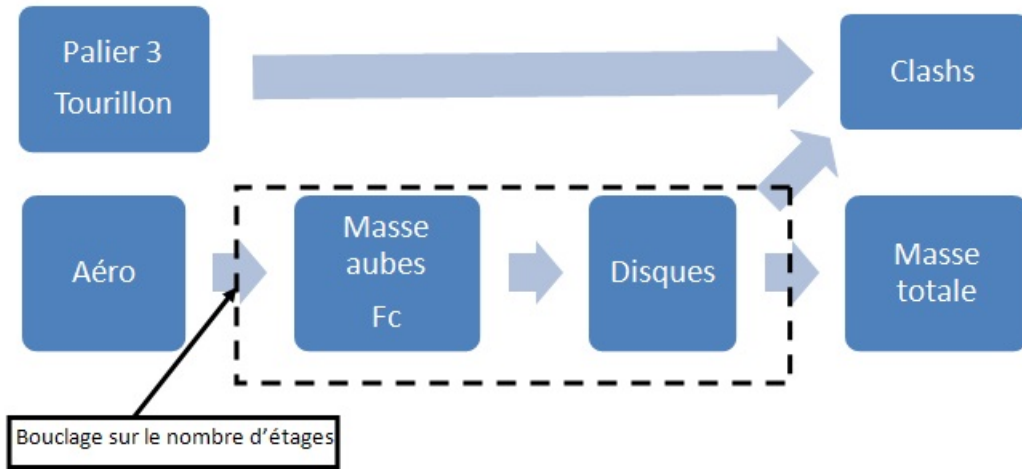 Palier 3
Tourillon
Clashs
Aéro
Masse
aubes
Fc
Disques
Masse
totale
Bouclage sur le nombre d'étages